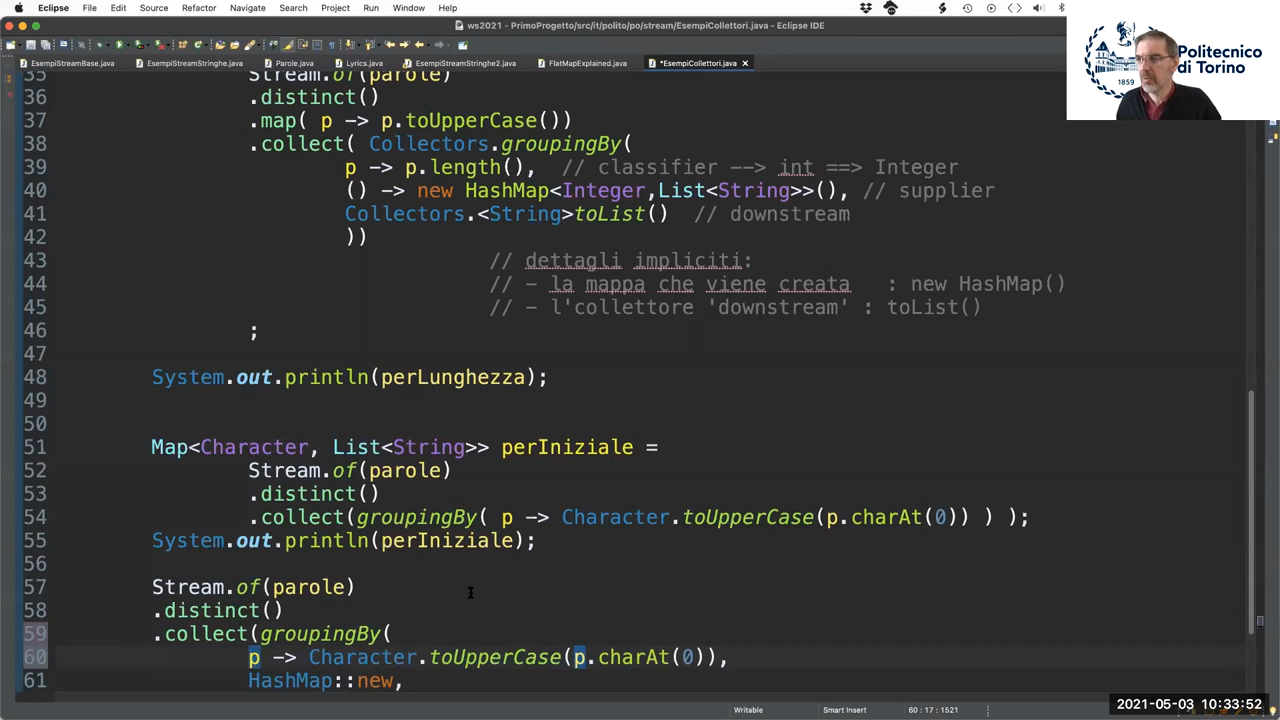 Eclipse File Edit Source Refactor Navigate Search Project Run Window Help
ws2021 - PrimoProgetto/src/it/polito/po/stream/EsempiCollettori.java - Eclipse IDE
EsempiStreamBase.java EsempiStreamStringhe.java Parole.java Lyrics.java EsempiStreamStringhe2.java FlatMapExplained.java *EsempiCollettori.java
Politecnico
di Torino
1859
35 Stream.of(parole)
36 .distinct()
37 .map( p -> p.toUpperCase())
38 .collect( Collectors.groupingBy(
39 p -> p.length(), // classifier --> int ==> Integer
40 () -> new HashMap<Integer,List<String>>(), // supplier
41 Collectors.<String>toList() // downstream
42 ))
43 // dettagli impliciti:
44 // - la mappa che viene creata : new HashMap()
45 // - l'collettore 'downstream' : toList()
46 ;
47
48 System.out.println(perLunghezza);
49
50
51 Map<Character, List<String>> perIniziale =
52 Stream.of(parole)
53 .distinct()
54 .collect(groupingBy( p -> Character.toUpperCase(p.charAt(0)) ) );
55 System.out.println(perIniziale);
56
57 Stream.of(parole)
58 .distinct()
59 .collect(groupingBy(
60 p -> Character.toUpperCase(p.charAt(0)),
61 HashMap::new,
Writable Smart Insert 60 : 17 : 1521
2021-05-03 10:33:52